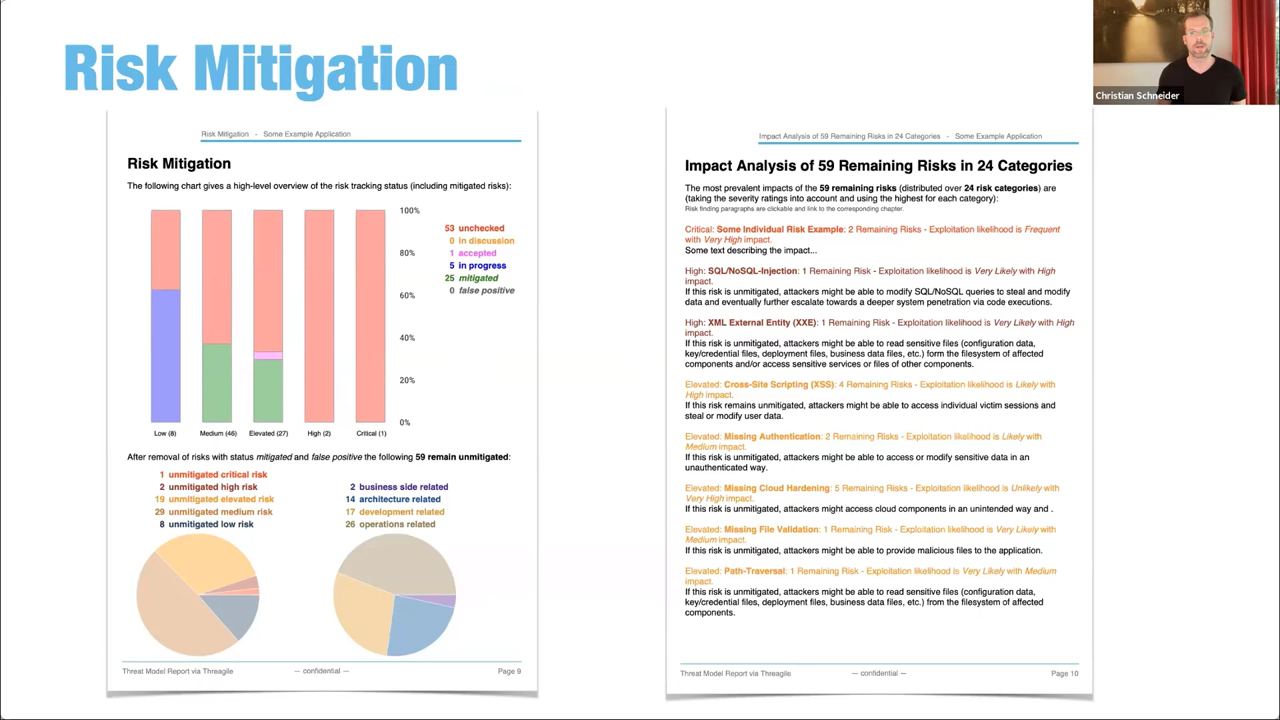 Risk Mitigation
Christian Schneider
Risk Mitigation - Some Example Application
Risk Mitigation
The following chart gives a high-level overview of the risk tracking status (including mitigated risks):
100%
80%
60%
40%
20%
0%
53 unchecked
0 in discussion
1 accepted
5 in progress
25 mitigated
0 false positive
Low (8)
Medium (46)
Elevated (27)
High (2)
Critical (1)
After removal of risks with status mitigated and false positive the following 59 remain unmitigated:
1 unmitigated critical risk
2 unmitigated high risk
19 unmitigated elevated risk
29 unmitigated medium risk
8 unmitigated low risk
2 business side related
14 architecture related
17 development related
26 operations related
Threat Model Report via Threagile
— confidential —
Page 9
Impact Analysis of 59 Remaining Risks in 24 Categories - Some Example Application
Impact Analysis of 59 Remaining Risks in 24 Categories
The most prevalent impacts of the 59 remaining risks (distributed over 24 risk categories) are
(taking the severity ratings into account and using the highest for each category):
Risk finding paragraphs are clickable and link to the corresponding chapter.
Critical: Some Individual Risk Example: 2 Remaining Risks - Exploitation likelihood is Frequent
with Very High impact.
Some text describing the impact...
High: SQL/NoSQL-Injection: 1 Remaining Risk - Exploitation likelihood is Very Likely with High
impact.
If this risk is unmitigated, attackers might be able to modify SQL/NoSQL queries to steal and modify
data and eventually further escalate towards a deeper system penetration via code executions.
High: XML External Entity (XXE): 1 Remaining Risk - Exploitation likelihood is Very Likely with High
impact.
If this risk is unmitigated, attackers might be able to read sensitive files (configuration data,
key/credential files, deployment files, business data files, etc.) form the filesystem of affected
components and/or access sensitive services or files of other components.
Elevated: Cross-Site Scripting (XSS): 4 Remaining Risks - Exploitation likelihood is Likely with
High impact.
If this risk remains unmitigated, attackers might be able to access individual victim sessions and
steal or modify user data.
Elevated: Missing Authentication: 2 Remaining Risks - Exploitation likelihood is Likely with
Medium impact.
If this risk is unmitigated, attackers might be able to access or modify sensitive data in an
unauthenticated way.
Elevated: Missing Cloud Hardening: 5 Remaining Risks - Exploitation likelihood is Unlikely with
Very High impact.
If this risk is unmitigated, attackers might access cloud components in an unintended way and .
Elevated: Missing File Validation: 1 Remaining Risk - Exploitation likelihood is Very Likely with
Medium impact.
If this risk is unmitigated, attackers might be able to provide malicious files to the application.
Elevated: Path-Traversal: 1 Remaining Risk - Exploitation likelihood is Very Likely with Medium
impact.
If this risk is unmitigated, attackers might be able to read sensitive files (configuration data,
key/credential files, deployment files, business data files, etc.) from the filesystem of affected
components.
Threat Model Report via Threagile
— confidential —
Page 10